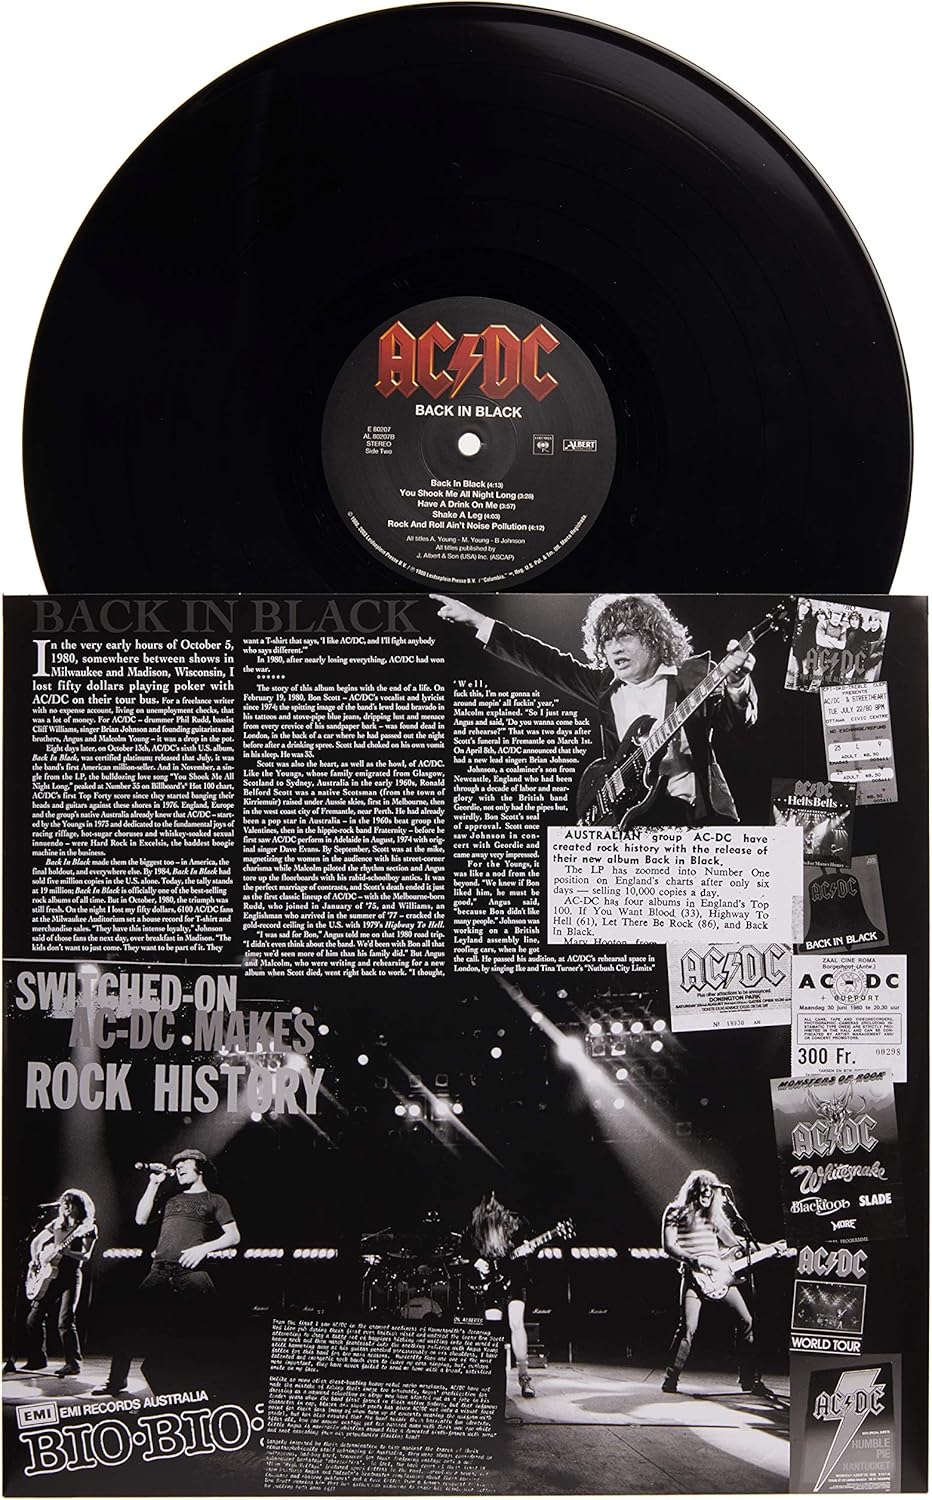 AC⚡DC
BACK IN BLACK
E 80207
AL 80207B
STEREO
Side Two
COLUMBIA
ALBERT
Back In Black (4:13)
You Shook Me All Night Long (3:28)
Have A Drink On Me (3:57)
Shake A Leg (4:03)
Rock And Roll Ain't Noise Pollution (4:12)
All titles A. Young - M. Young - B Johnson
All titles published by
J. Albert & Son (USA) Inc. (ASCAP)
BACK IN BLACK
In the very early hours of October 5,
1980, somewhere between shows in
Milwaukee and Madison, Wisconsin, I
lost fifty dollars playing poker with
AC/DC on their tour bus. For a freelance writer
with no expense account, living on unemployment checks, that
was a lot of money. For AC/DC – drummer Phil Rudd, bassist
Cliff Williams, singer Brian Johnson and founding guitarists and
brothers, Angus and Malcolm Young – it was a drop in the pot.
Eight days later, on October 13th, AC/DC's sixth U.S. album,
Back In Black, was certified platinum; released that July, it was
the band's first American million-seller. And in November, a sin-
gle from the LP, the bulldozing love song "You Shook Me All
Night Long," peaked at Number 35 on Billboard's Hot 100 chart,
AC/DC's first Top Forty score since they started banging their
heads and guitars against these shores in 1976. England, Europe
and the group's native Australia already knew that AC/DC – start-
ed by the Youngs in 1973 and dedicated to the fundamental joys of
racing riffage, hot-sugar choruses and whiskey-soaked sexual
innuendo – were Hard Rock in Excelsis, the baddest boogie
machine in the business.
Back In Black made them the biggest too – in America, the
final holdout, and everywhere else. By 1984, Back In Black had
sold five million copies in the U.S. alone. Today, the tally stands
at 19 million; Back In Black is officially one of the best-selling
rock albums of all time. But in October, 1980, the triumph was
still fresh. On the night I lost my fifty dollars, 6100 AC/DC fans
at the Milwaukee Auditorium set a house record for T-shirt and
merchandise sales. "They have this intense loyalty," Johnson
said of those fans the next day, over breakfast in Madison. "The
kids don't want to just come. They want to be part of it. They
want a T-shirt that says, 'I like AC/DC, and I'll fight anybody
who says different.'"
In 1980, after nearly losing everything, AC/DC had won
the war.
******
The story of this album begins with the end of a life. On
February 19, 1980, Bon Scott – AC/DC's vocalist and lyricist
since 1974; the spitting image of the band's lewd loud bravado in
his tattoos and stove-pipe blue jeans, dripping lust and menace
from every crevice of his sandpaper bark – was found dead in
London, in the back of a car where he had passed out the night
before after a drinking spree. Scott had choked on his own vomit
in his sleep. He was 33.
Scott was also the heart, as well as the howl, of AC/DC.
Like the Youngs, whose family emigrated from Glasgow,
Scotland to Sydney, Australia in the early 1960s, Ronald
Belford Scott was a native Scotsman (from the town of
Kirriemuir) raised under Aussie skies, first in Melbourne, then
in the west coast city of Fremantle, near Perth. He had already
been a pop star in Australia – in the 1960s beat group the
Valentines, then in the hippie-rock band Fraternity – before he
first saw AC/DC perform in Adelaide in August, 1974 with orig-
inal singer Dave Evans. By September, Scott was at the mike,
magnetizing the women in the audience with his street-corner
charisma while Malcolm piloted the rhythm section and Angus
tore up the floorboards with his rabid-schoolboy antics. It was
the perfect marriage of contrasts, and Scott's death ended it just
as the first classic lineup of AC/DC – with the Melbourne-born
Rudd, who joined in January of '75, and Williams, an
Englishman who arrived in the summer of '77 – cracked the
gold-record ceiling in the U.S. with 1979's Highway To Hell.
"I was sad for Bon," Angus told me on that 1980 road trip.
"I didn't even think about the band. We'd been with Bon all that
time; we'd seen more of him than his family did." But Angus
and Malcolm, who were writing and rehearsing for a new
album when Scott died, went right back to work. "I thought,
'Well,
fuck this, I'm not gonna sit
around mopin' all fuckin' year,'"
Malcolm explained. "So I just rang
Angus and said, 'Do you wanna come back
and rehearse?'" That was two days after
Scott's funeral in Fremantle on March 1st.
On April 8th, AC/DC announced that they
had a new lead singer: Brian Johnson.
Johnson, a coalminer's son from
Newcastle, England who had been
through a decade of labor and near-
glory with the British band
Geordie, not only had the pipes but,
weirdly, Bon Scott's seal
of approval. Scott once
saw Johnson in con-
cert with Geordie and
came away very impressed.
For the Youngs, it
was like a nod from the
beyond. "We knew if Bon
liked him, he must be
good," Angus said,
"because Bon didn't like
many people." Johnson was
working on a British
Leyland assembly line,
roofing cars, when he got
the call. He passed his audition, at AC/DC's rehearsal space in
London, by singing Ike and Tina Turner's "Nutbush City Limits"
AUSTRALIAN group AC-DC have
created rock history with the release of
their new album Back in Black.
The LP has zoomed into Number One
position on England's charts after only six
days — selling 10,000 copies a day.
AC-DC has four albums in England's Top
100. If You Want Blood (33), Highway To
Hell (61), Let There Be Rock (86), and Back
In Black.
AC⚡DC
AC/DC & STREETHEART
TUE JULY 22/80 8PM
OTTAWA CIVIC CENTRE
NO EXCHANGE/REFUND
ADULT
AC⚡DC
Hells Bells
AC⚡DC
BACK IN BLACK
AC⚡DC
Plus other attractions to be announced
DONINGTON PARK
Nº 19930
ZAAL CINE ROMA
Borgerhout (Antw.)
AC⚡DC
+ SUPPORT
Maandag 30 juni 1980 te 20.30 uur
300 Fr. 00298
MONSTERS OF ROCK
AC⚡DC
Whitesnake
Blackfoot SLADE
MORE
AC⚡DC
WORLD TOUR
AC⚡DC
HUMBLE
PIE
NANTUCKET
SWITCHED-ON
AC-DC MAKES
ROCK HISTORY
EMI EMI RECORDS AUSTRALIA
BIO·BIO·